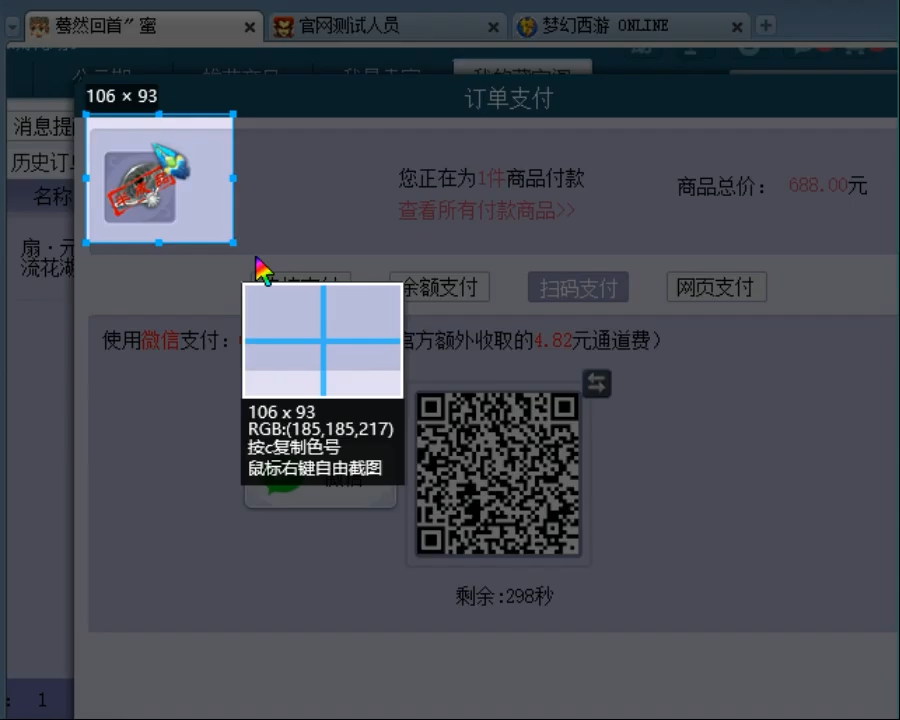 蓦然回首″蜜
官网测试人员
梦幻西游 ONLINE
106 × 93
订单支付
消息提
历史订
名称
扇·元
流花湖
您正在为1件商品付款
查看所有付款商品>>
商品总价: 688.00元
余额支付
扫码支付
网页支付
使用微信支付:
官方额外收取的4.82元通道费)
106 x 93
RGB:(185,185,217)
按c复制色号
鼠标右键自由截图
微信
剩余:298秒
: 1